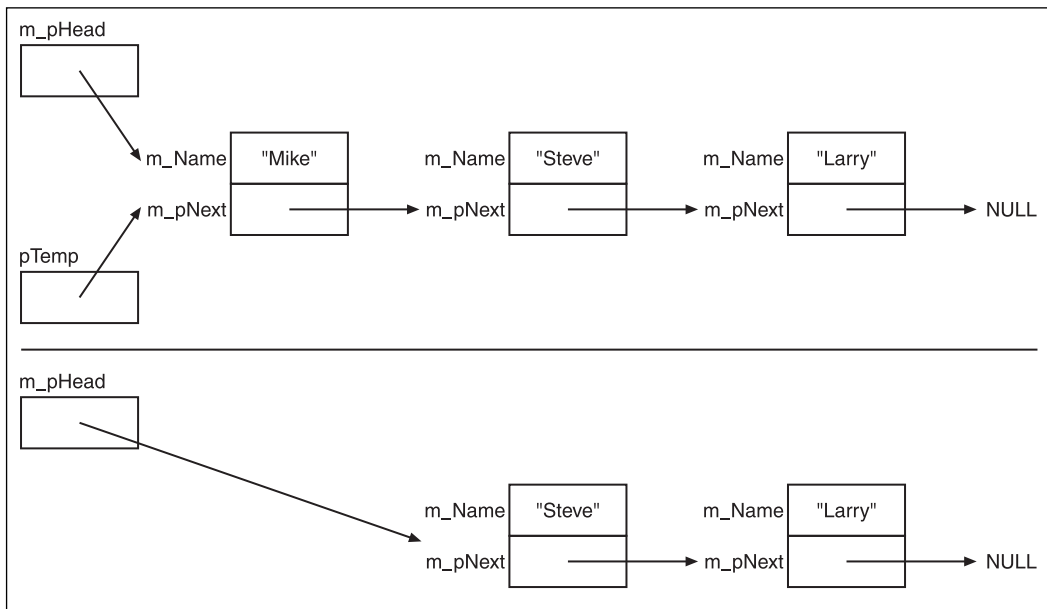 m_pHead
m_Name "Mike" m_Name "Steve" m_Name "Larry"
m_pNext m_pNext m_pNext NULL
pTemp
m_pHead
m_Name "Steve" m_Name "Larry"
m_pNext m_pNext NULL